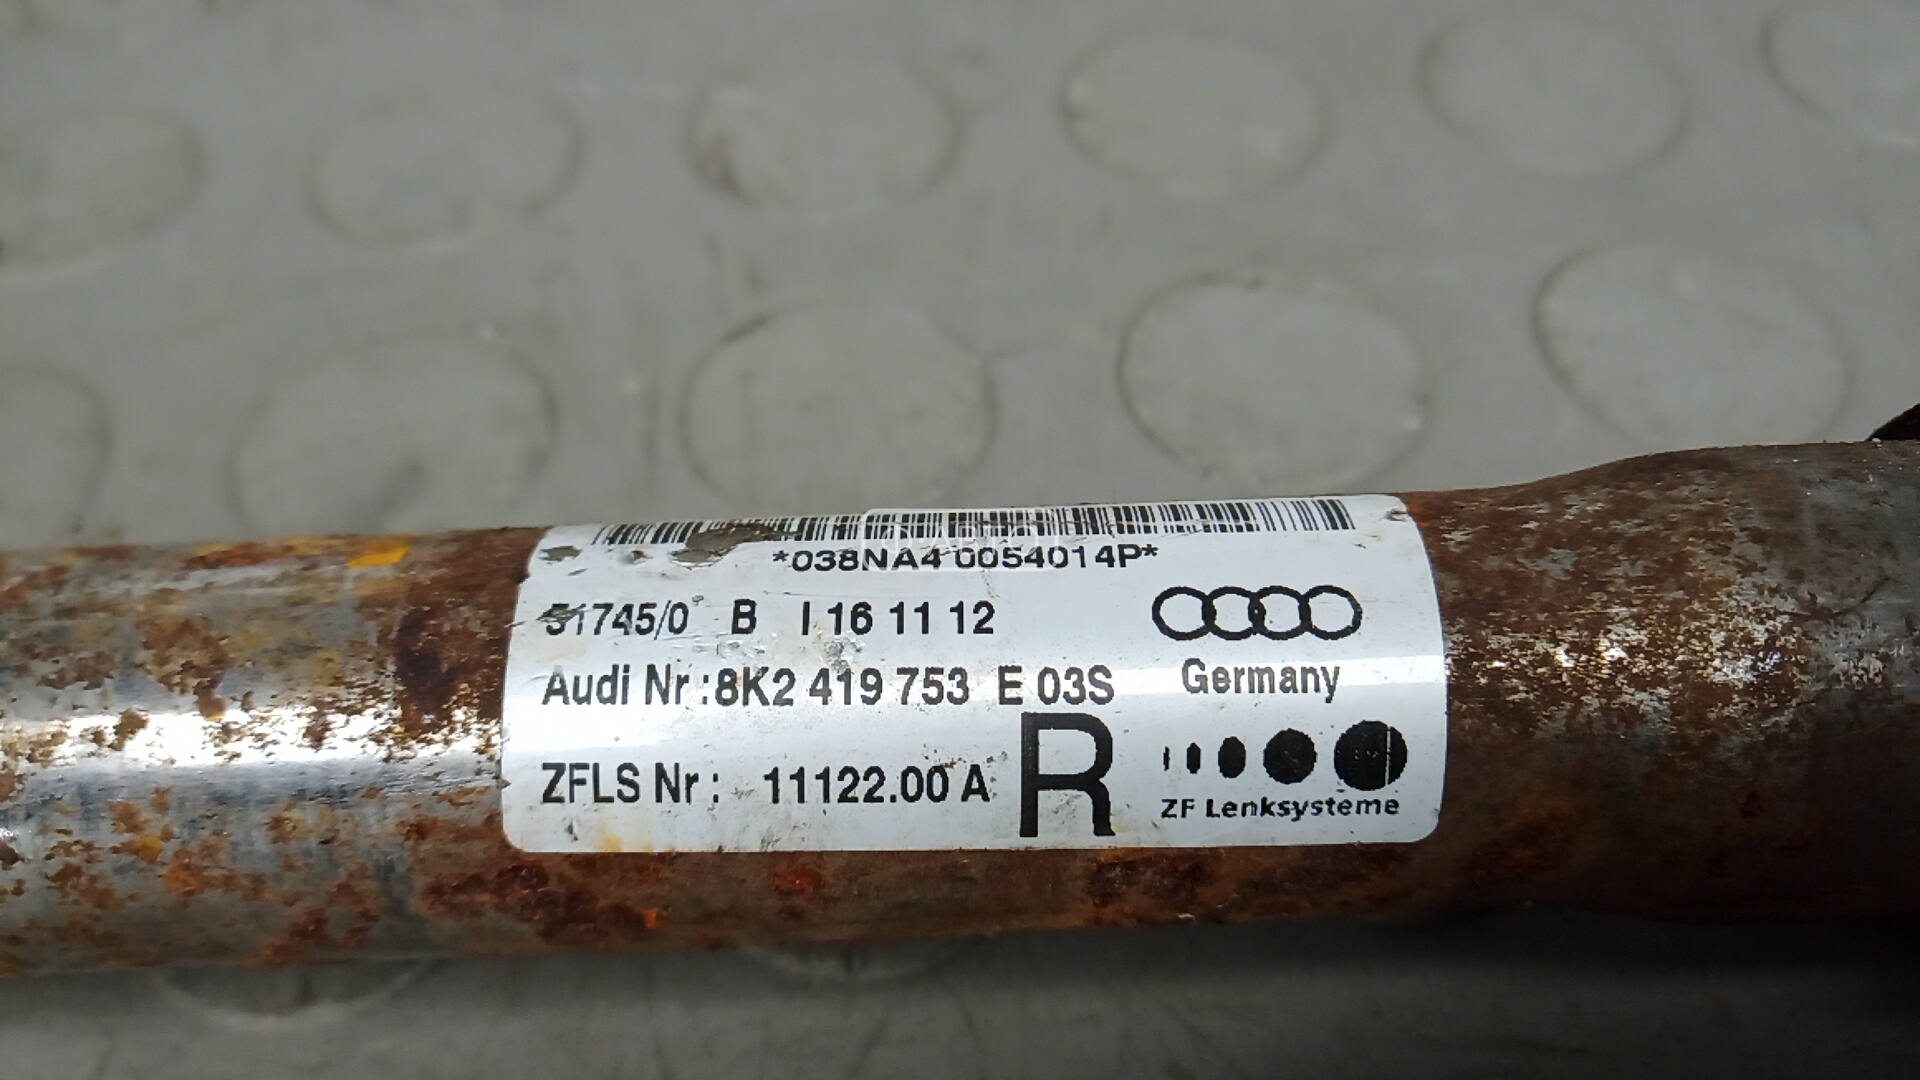 *038NA4 0054014P*
51745/0 B I 16 11 12
Audi Nr :8K2 419 753 E 03S
Germany
ZFLS Nr : 11122.00 A R
ZF Lenksysteme